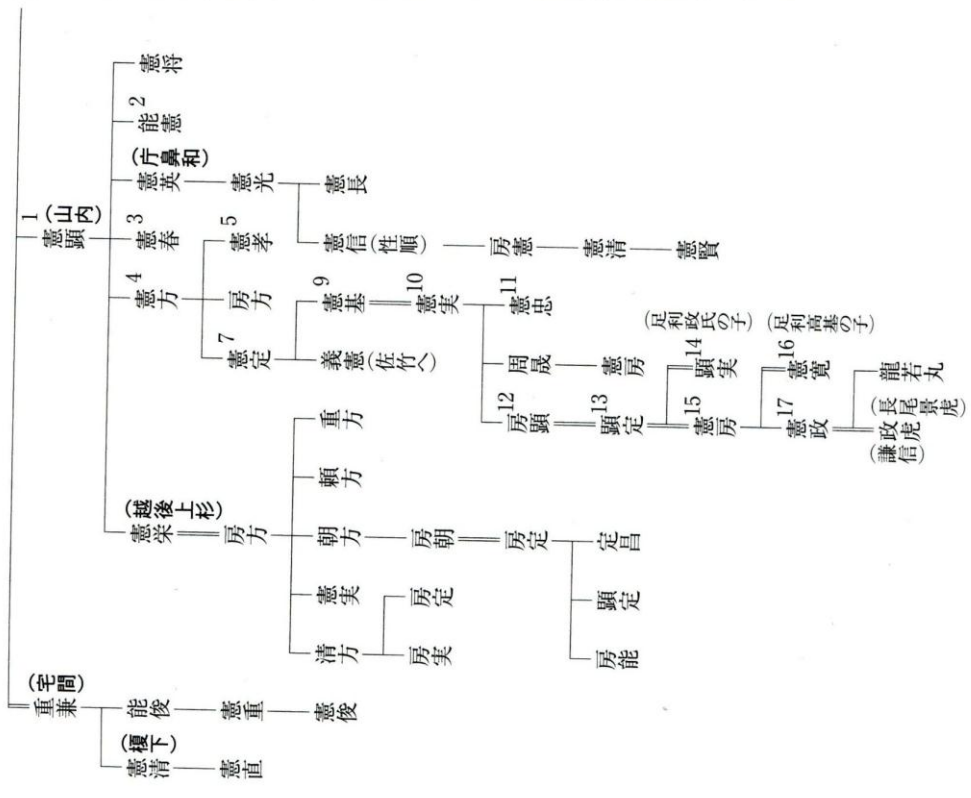 1
(山内)
憲顕
憲将
2
能憲
(庁鼻和)
憲英
憲光
憲長
憲信(性順)
房憲
憲清
憲賢
3
憲春
4
憲方
5
憲孝
房方
7
憲定
9
憲基
10
憲実
11
憲忠
周晟
憲房
12
房顕
13
顕定
(足利政氏の子)
14
顕実
15
憲房
(足利高基の子)
16
憲寛
17
憲政
龍若丸
(長尾景虎)
政虎
(謙信)
義憲(佐竹へ)
(越後上杉)
憲栄
房方
重方
頼方
朝方
房朝
房定
定昌
顕定
房能
憲実
清方
房定
房実
(宅間)
重兼
能俊
憲重
憲俊
(榎下)
憲清
憲直